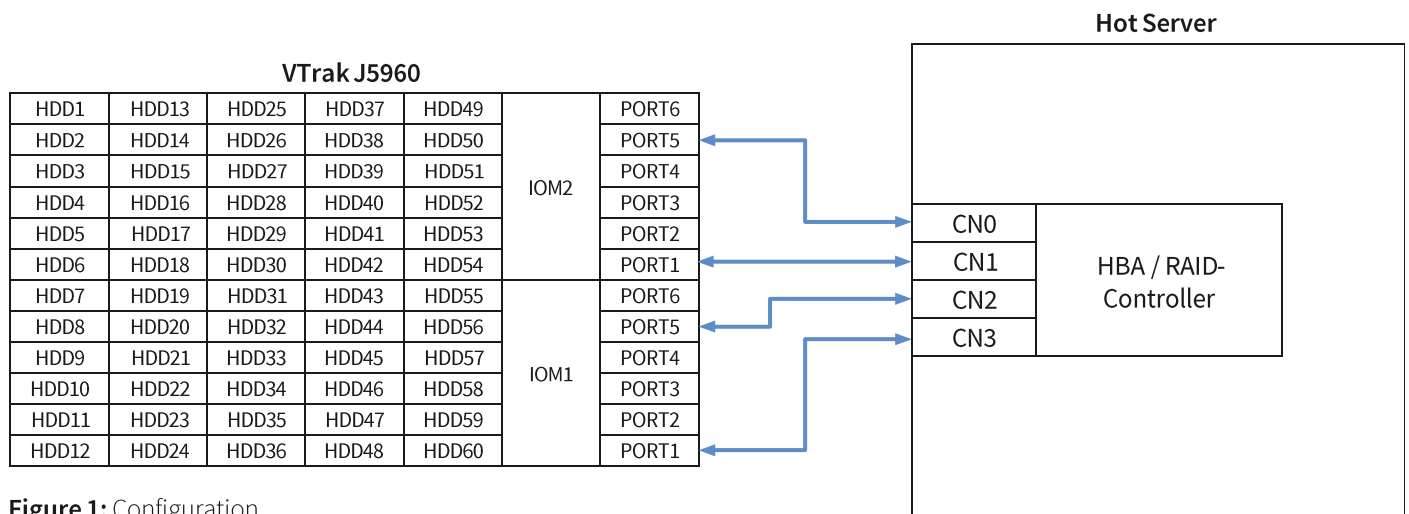 Hot Server
VTrak J5960
HDD1 HDD13 HDD25 HDD37 HDD49 PORT6
HDD2 HDD14 HDD26 HDD38 HDD50 PORT5
HDD3 HDD15 HDD27 HDD39 HDD51 PORT4
IOM2
HDD4 HDD16 HDD28 HDD40 HDD52 PORT3
HDD5 HDD17 HDD29 HDD41 HDD53 PORT2
HDD6 HDD18 HDD30 HDD42 HDD54 PORT1
HDD7 HDD19 HDD31 HDD43 HDD55 PORT6
HDD8 HDD20 HDD32 HDD44 HDD56 PORT5
HDD9 HDD21 HDD33 HDD45 HDD57 PORT4
IOM1
HDD10 HDD22 HDD34 HDD46 HDD58 PORT3
HDD11 HDD23 HDD35 HDD47 HDD59 PORT2
HDD12 HDD24 HDD36 HDD48 HDD60 PORT1
CN0
CN1
CN2
CN3
HBA / RAID-
Controller
Figure 1: Configuration